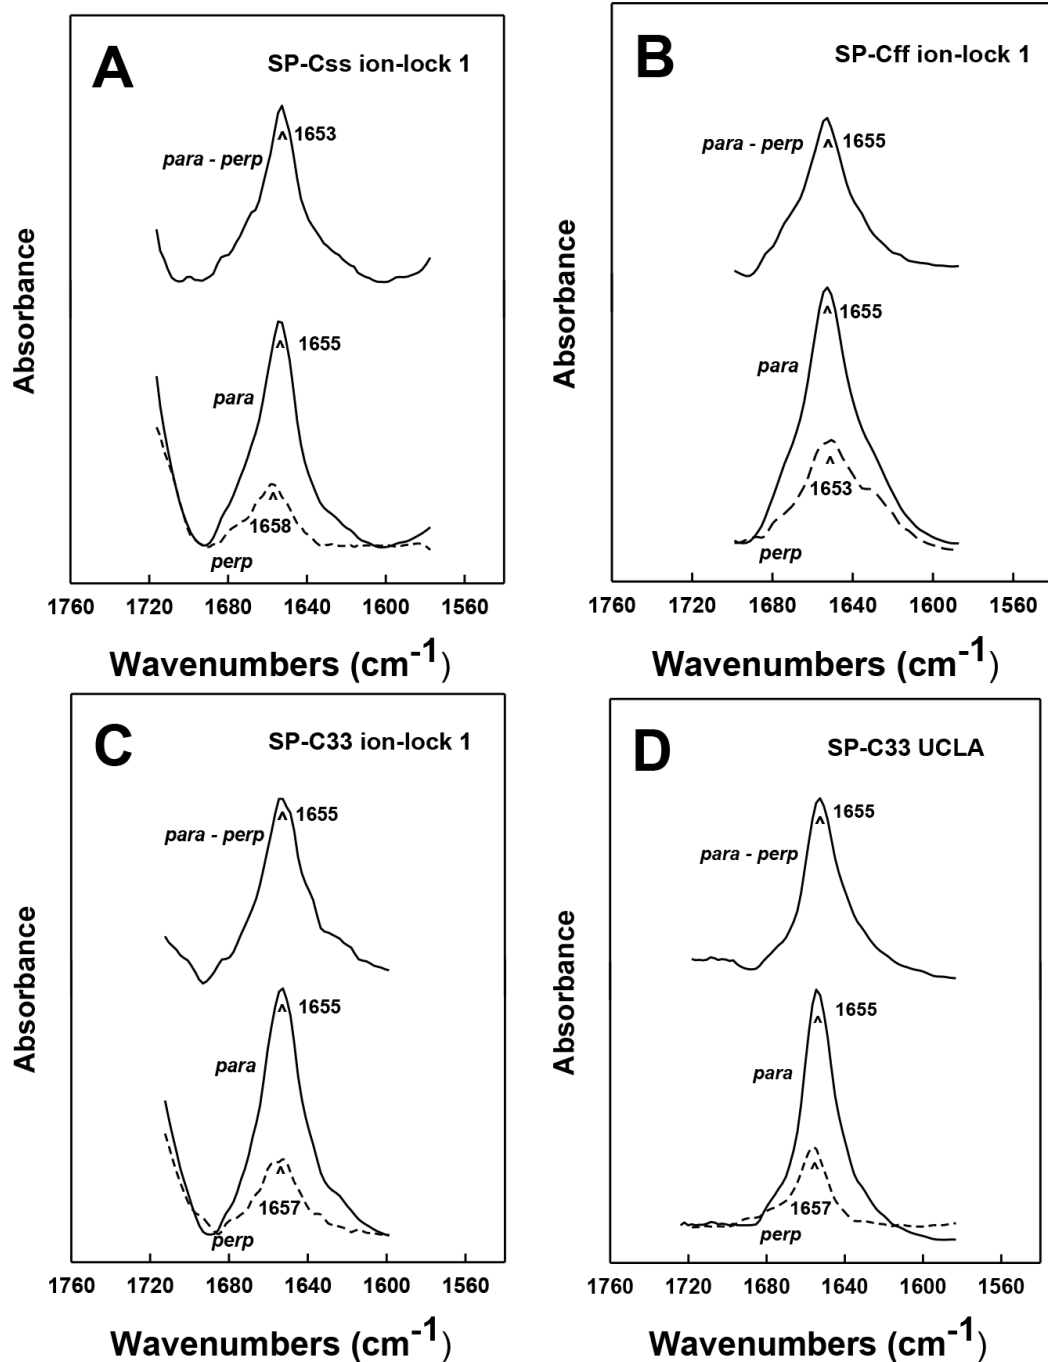 A
SP-Css ion-lock 1
^ 1653
para - perp
^ 1655
para
^
1658
perp
Absorbance
1760 1720 1680 1640 1600 1560
Wavenumbers (cm-1)
B
SP-Cff ion-lock 1
^ 1655
para - perp
^ 1655
para
^
1653
perp
Absorbance
1760 1720 1680 1640 1600 1560
Wavenumbers (cm-1)
C
SP-C33 ion-lock 1
^ 1655
para - perp
^ 1655
para
^
1657
perp
Absorbance
1760 1720 1680 1640 1600 1560
Wavenumbers (cm-1)
D
SP-C33 UCLA
^ 1655
para - perp
^ 1655
para
^
1657
perp
Absorbance
1760 1720 1680 1640 1600 1560
Wavenumbers (cm-1)